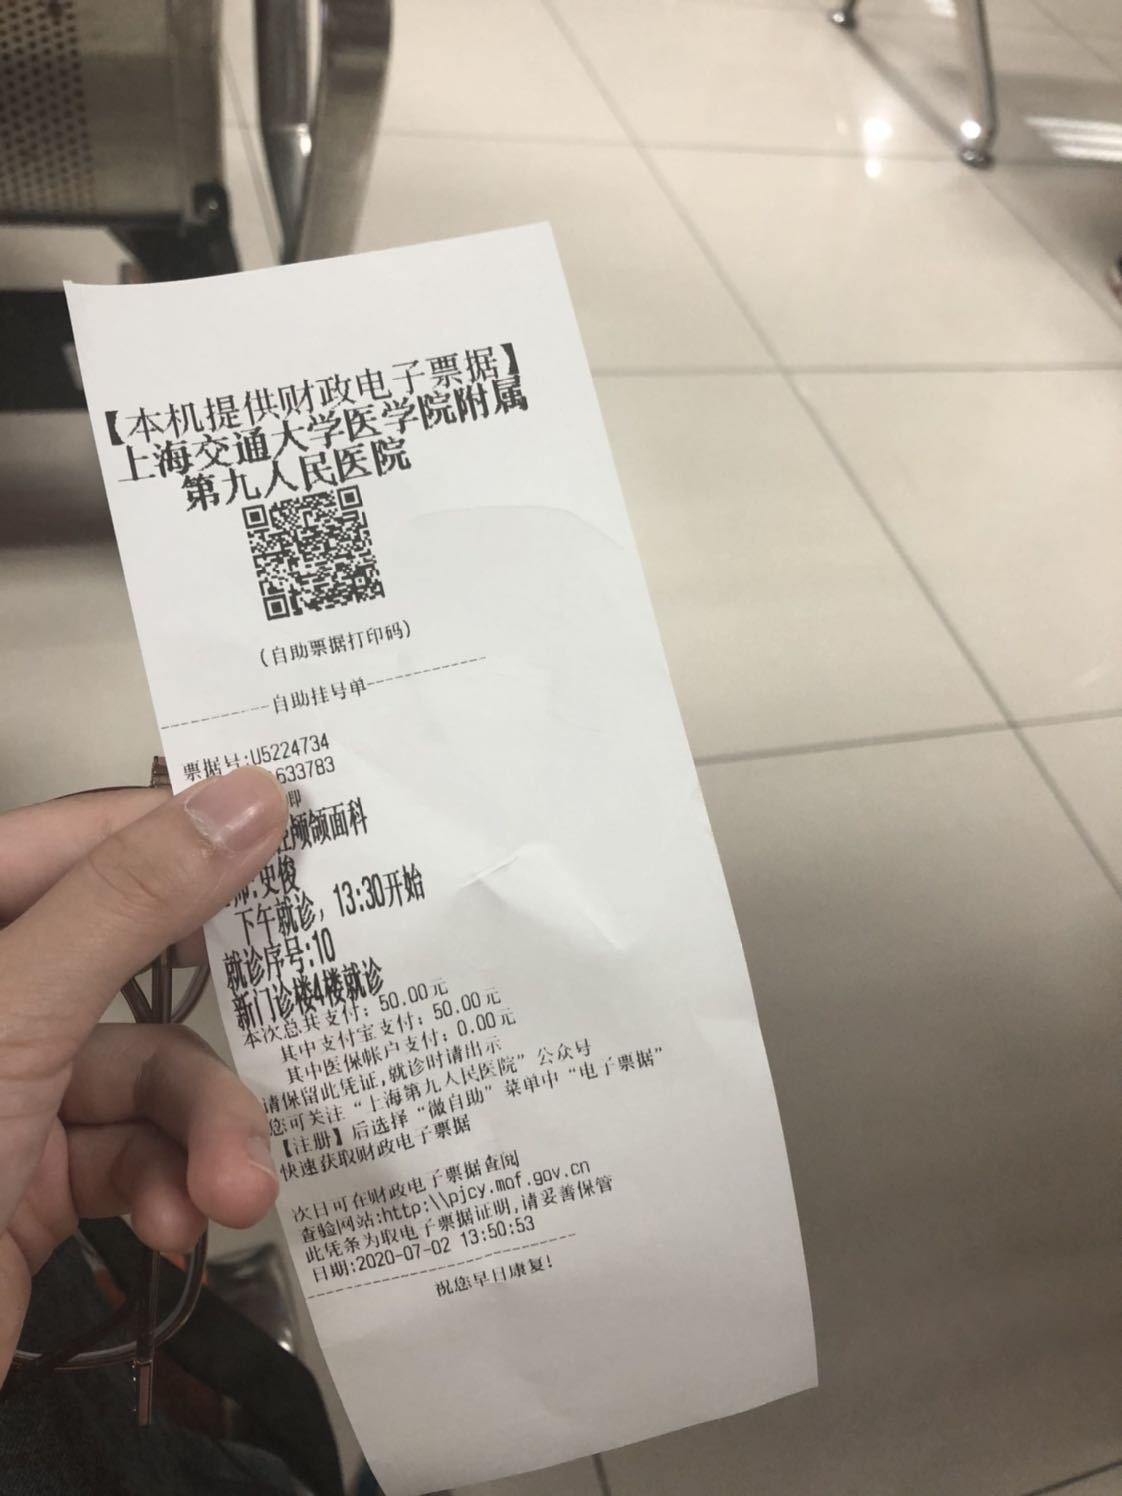 【本机提供财政电子票据】
上海交通大学医学院附属
第九人民医院
(自助票据打印码)
自助挂号单
票据号:U5224734
633783
颅颌面科
师:史俊
下午就诊, 13:30开始
就诊序号:10
新门诊楼4楼就诊
本次总共支付: 50.00元
其中支付宝支付: 50.00元
其中医保帐户支付: 0.00元
请保留此凭证,就诊时请出示
您可关注“上海第九人民医院”公众号
【注册】后选择“微自助”菜单中“电子票据”
快速获取财政电子票据
次日可在财政电子票据查阅
查验网站:http:\\pjcy.mof.gov.cn
此凭条为取电子票据证明,请妥善保管
日期:2020-07-02 13:50:53
祝您早日康复!